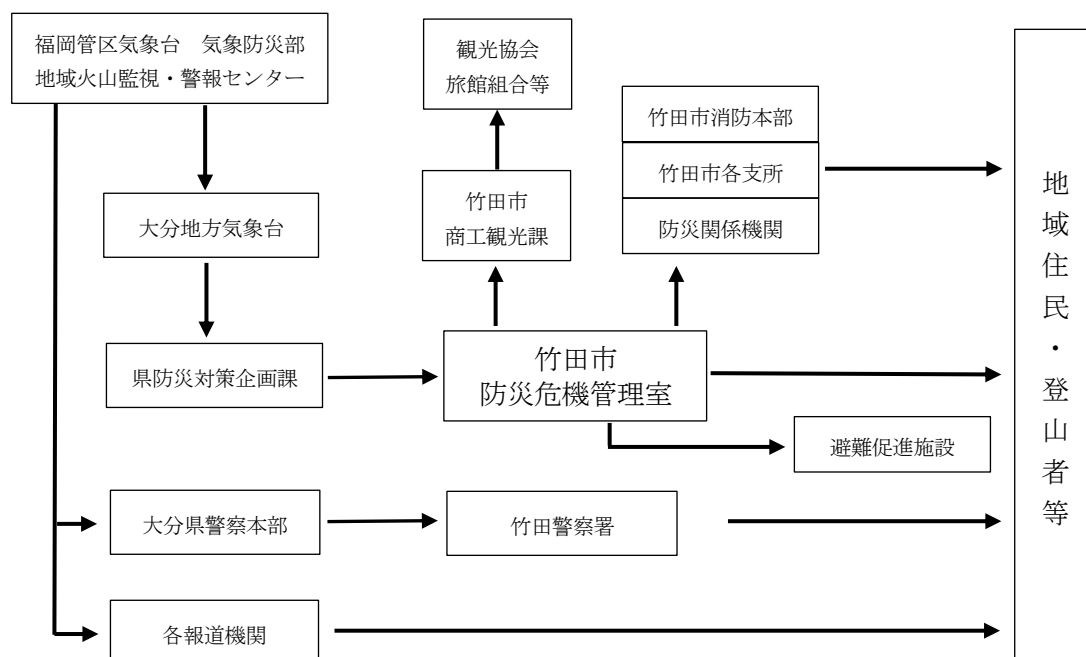 福岡管区気象台　気象防災部
地域火山監視・警報センター
観光協会
旅館組合等
竹田市消防本部
竹田市各支所
防災関係機関
大分地方気象台
竹田市
商工観光課
県防災対策企画課
竹田市
防災危機管理室
避難促進施設
大分県警察本部
竹田警察署
各報道機関
地域住民・登山者等